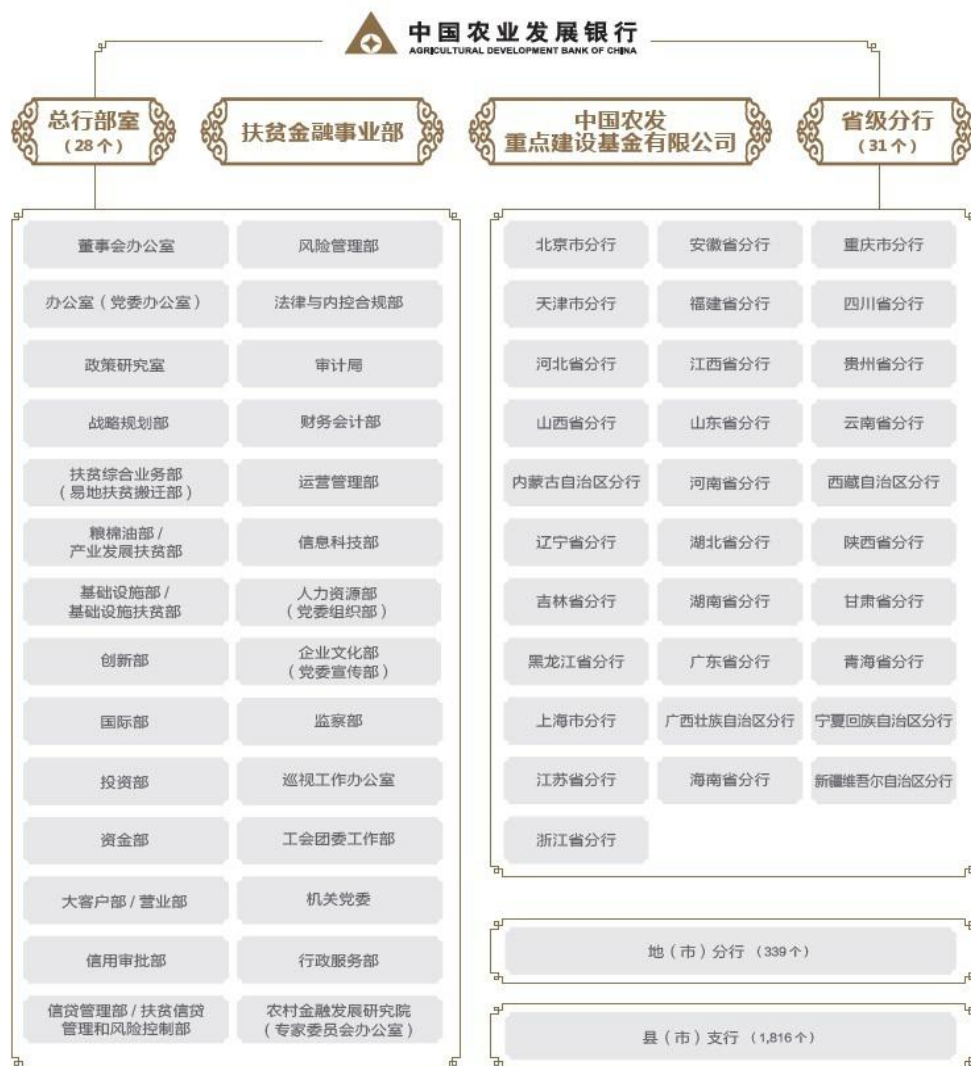 中国农业发展银行
AGRICULTURAL DEVELOPMENT BANK OF CHINA
总行部室
（28个）
扶贫金融事业部
中国农发
重点建设基金有限公司
省级分行
（31个）
董事会办公室
风险管理部
办公室（党委办公室）
法律与内控合规部
政策研究室
审计局
战略规划部
财务会计部
扶贫综合业务部
（易地扶贫搬迁部）
运营管理部
粮棉油部 /
产业发展扶贫部
信息科技部
基础设施部 /
基础设施扶贫部
人力资源部
（党委组织部）
创新部
企业文化部
（党委宣传部）
国际部
监察部
投资部
巡视工作办公室
资金部
工会团委工作部
大客户部 / 营业部
机关党委
信用审批部
行政服务部
信贷管理部 / 扶贫信贷
管理和风险控制部
农村金融发展研究院
（专家委员会办公室）
北京市分行
安徽省分行
重庆市分行
天津市分行
福建省分行
四川省分行
河北省分行
江西省分行
贵州省分行
山西省分行
山东省分行
云南省分行
内蒙古自治区分行
河南省分行
西藏自治区分行
辽宁省分行
湖北省分行
陕西省分行
吉林省分行
湖南省分行
甘肃省分行
黑龙江省分行
广东省分行
青海省分行
上海市分行
广西壮族自治区分行
宁夏回族自治区分行
江苏省分行
海南省分行
新疆维吾尔自治区分行
浙江省分行
地（市）分行 （339个）
县（市）支行 （1,816个）